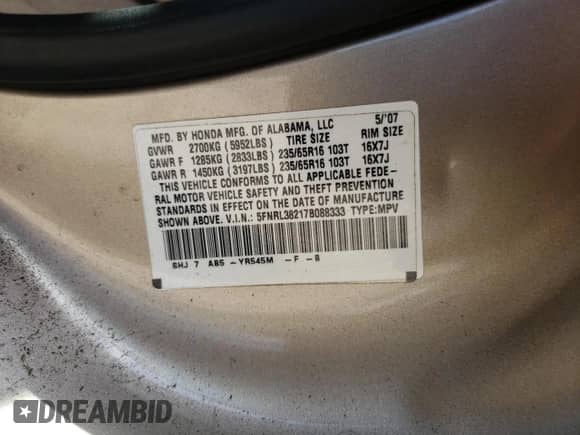 MFD. BY HONDA MFG. OF ALABAMA, LLC 5/'07
GVWR 2700KG (5952LBS) TIRE SIZE RIM SIZE
GAWR F 1285KG (2833LBS) 235/65R16 103T 16X7J
GAWR R 1450KG (3197LBS) 235/65R16 103T 16X7J
THIS VEHICLE CONFORMS TO ALL APPLICABLE FEDE-
RAL MOTOR VEHICLE SAFETY AND THEFT PREVENTION
STANDARDS IN EFFECT ON THE DATE OF MANUFACTURE
SHOWN ABOVE. V.I.N.: 5FNRL38217B088333 TYPE:MPV
SHJ 7 AB5 -YR545M -F -B
DREAMBID